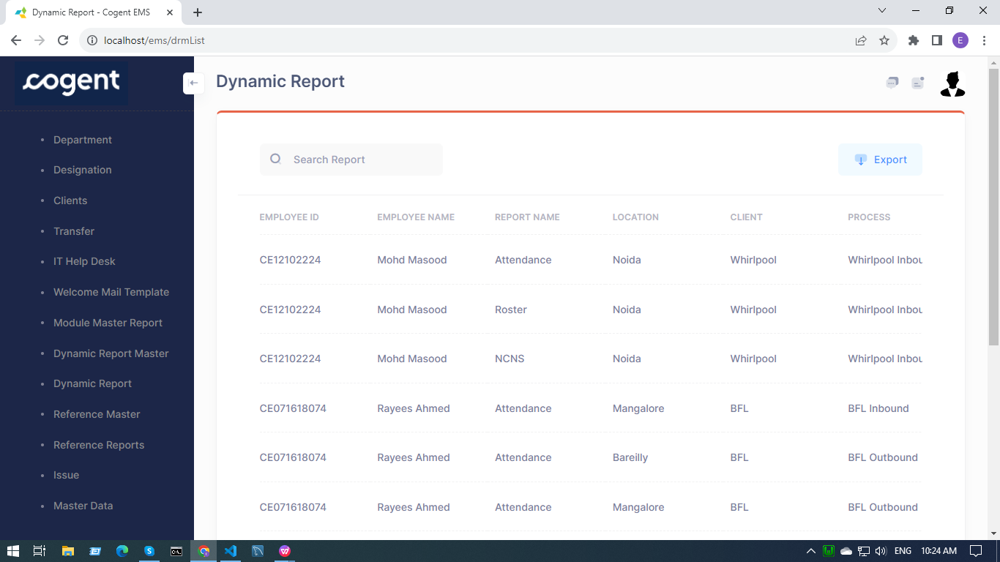 Dynamic Report - Cogent EMS
localhost/ems/drmList
E
cogent
Dynamic Report
Department
Designation
Clients
Transfer
IT Help Desk
Welcome Mail Template
Module Master Report
Dynamic Report Master
Dynamic Report
Reference Master
Reference Reports
Issue
Master Data
Search Report
Export
EMPLOYEE ID EMPLOYEE NAME REPORT NAME LOCATION CLIENT PROCESS
CE12102224 Mohd Masood Attendance Noida Whirlpool Whirlpool Inbou
CE12102224 Mohd Masood Roster Noida Whirlpool Whirlpool Inbou
CE12102224 Mohd Masood NCNS Noida Whirlpool Whirlpool Inbou
CE071618074 Rayees Ahmed Attendance Mangalore BFL BFL Inbound
CE071618074 Rayees Ahmed Attendance Bareilly BFL BFL Outbound
CE071618074 Rayees Ahmed Attendance Mangalore BFL BFL Outbound
ENG 10:24 AM